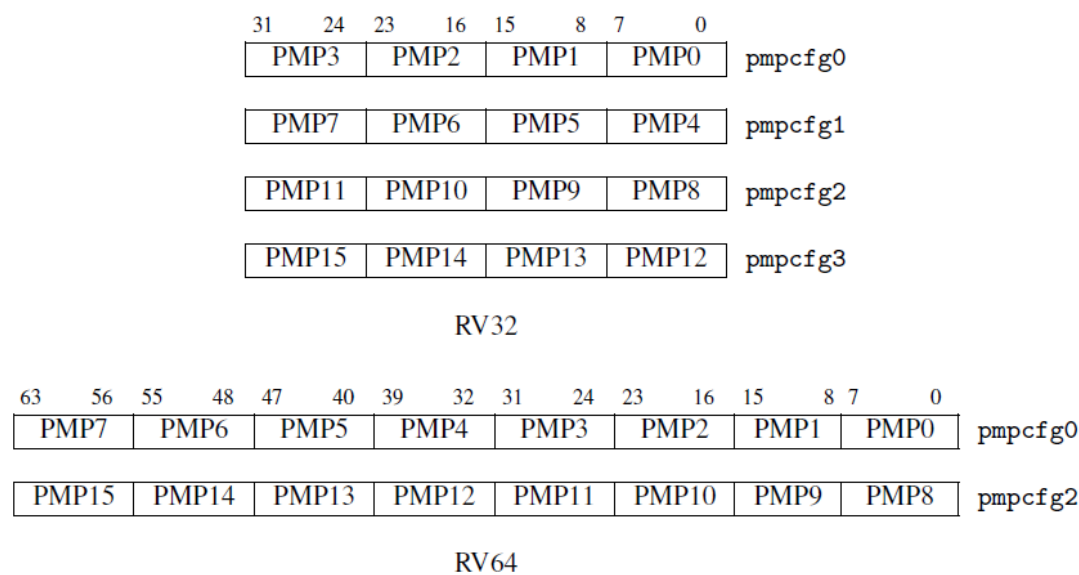 31 24 23 16 15 8 7 0
PMP3 PMP2 PMP1 PMP0 pmpcfg0
PMP7 PMP6 PMP5 PMP4 pmpcfg1
PMP11 PMP10 PMP9 PMP8 pmpcfg2
PMP15 PMP14 PMP13 PMP12 pmpcfg3
RV32
63 56 55 48 47 40 39 32 31 24 23 16 15 8 7 0
PMP7 PMP6 PMP5 PMP4 PMP3 PMP2 PMP1 PMP0 pmpcfg0
PMP15 PMP14 PMP13 PMP12 PMP11 PMP10 PMP9 PMP8 pmpcfg2
RV64